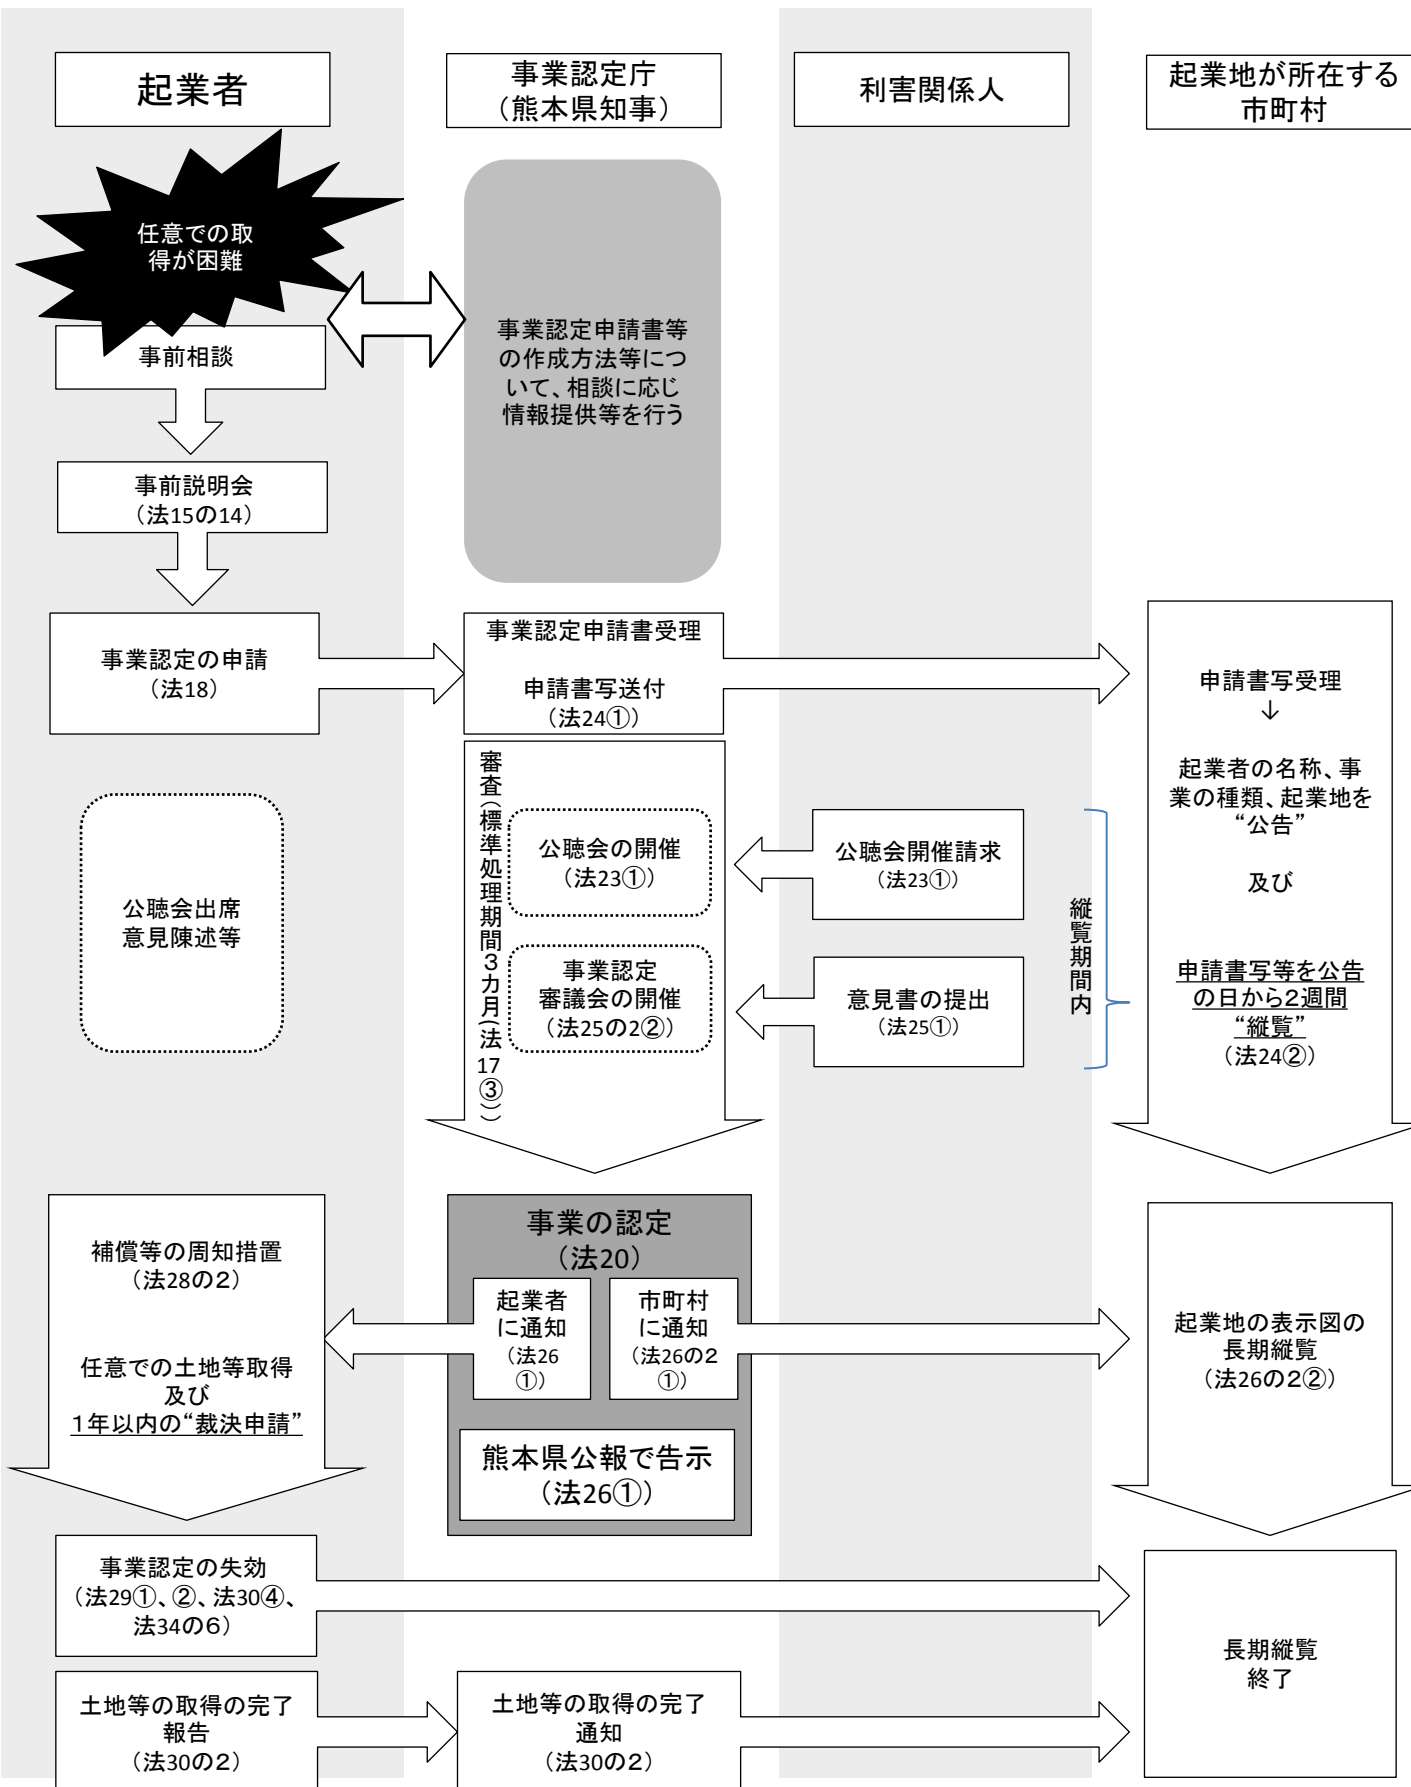 起業者
事業認定庁
（熊本県知事）
利害関係人
起業地が所在する
市町村
任意での取
得が困難
事前相談
事業認定申請書等
の作成方法等につ
いて、相談に応じ
情報提供等を行う
事前説明会
（法15の14）
事業認定の申請
（法18）
事業認定申請書受理
申請書写送付
（法24①）
申請書写受理
↓
起業者の名称、事
業の種類、起業地を
“公告”
及び
申請書写等を公告
の日から２週間
“縦覧”
（法24②）
審査（標準処理期間３カ月（法17③））
公聴会の開催
（法23①）
公聴会開催請求
（法23①）
縦覧期間内
公聴会出席
意見陳述等
事業認定
審議会の開催
（法25の２②）
意見書の提出
（法25①）
補償等の周知措置
（法28の２）
任意での土地等取得
及び
１年以内の“裁決申請”
事業の認定
（法20）
起業者
に通知
（法26
①）
市町村
に通知
（法26の２
①）
熊本県公報で告示
（法26①）
起業地の表示図の
長期縦覧
（法26の２②）
事業認定の失効
（法29①、②、法30④、
法34の６）
長期縦覧
終了
土地等の取得の完了
報告
（法30の２）
土地等の取得の完了
通知
（法30の２）